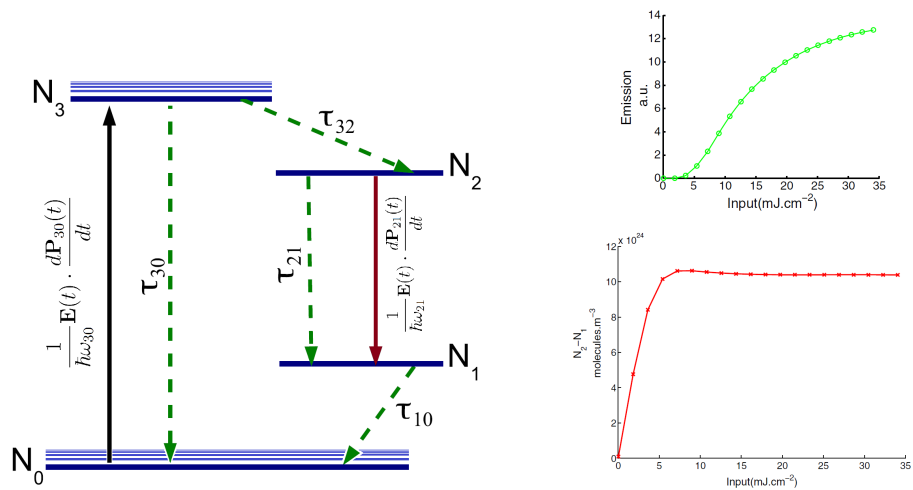 N3
τ32
N2
1/ħω30 E(t) · dP30(t)/dt
τ30
τ21
1/ħω21 E(t) · dP21(t)/dt
N1
τ10
N0
14
12
10
8
6
4
2
0
Emission
a.u.
0 5 10 15 20 25 30 35
Input(mJ.cm−2)
x 10^24
12
10
8
6
4
2
0
N2−N1
molecules.m−3
0 5 10 15 20 25 30 35
Input(mJ.cm−2)